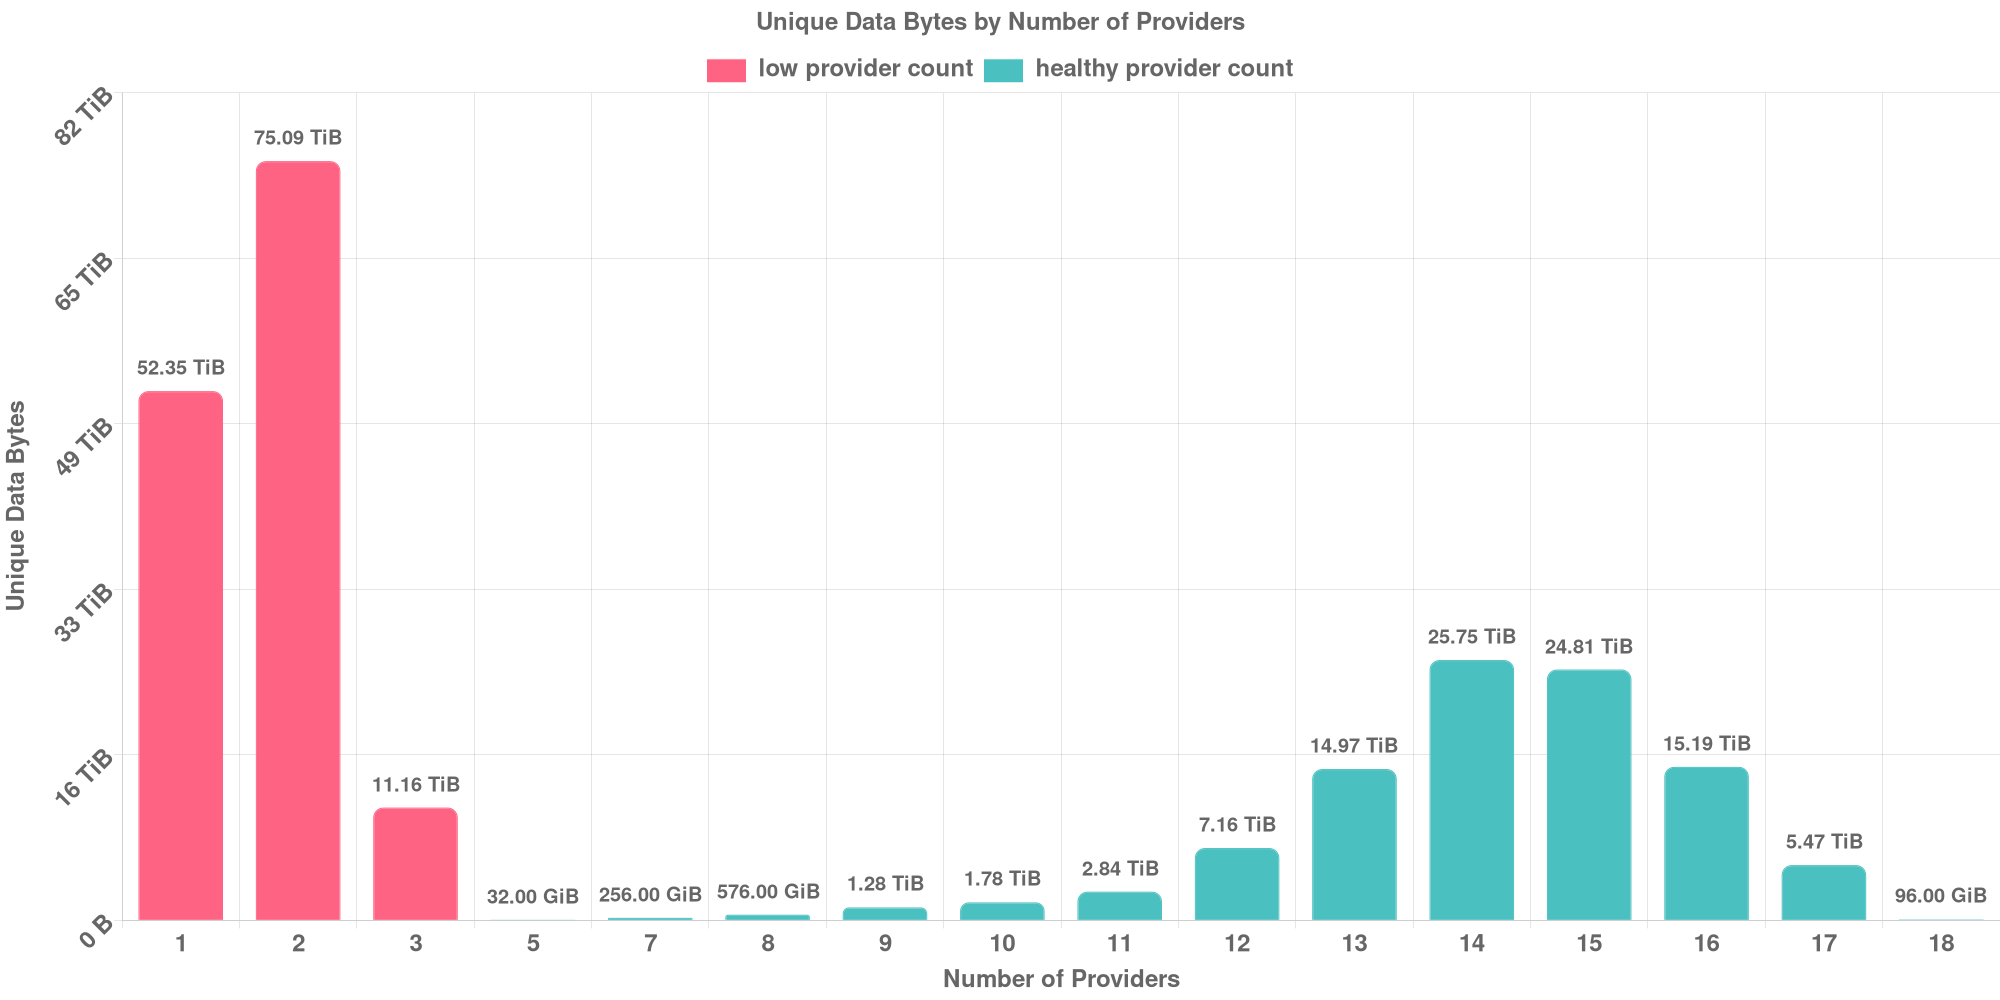 Unique Data Bytes by Number of Providers
low provider count
healthy provider count
82 TiB
65 TiB
49 TiB
33 TiB
16 TiB
0 B
Unique Data Bytes
52.35 TiB
75.09 TiB
11.16 TiB
32.00 GiB
256.00 GiB
576.00 GiB
1.28 TiB
1.78 TiB
2.84 TiB
7.16 TiB
14.97 TiB
25.75 TiB
24.81 TiB
15.19 TiB
5.47 TiB
96.00 GiB
1 2 3 5 7 8 9 10 11 12 13 14 15 16 17 18
Number of Providers